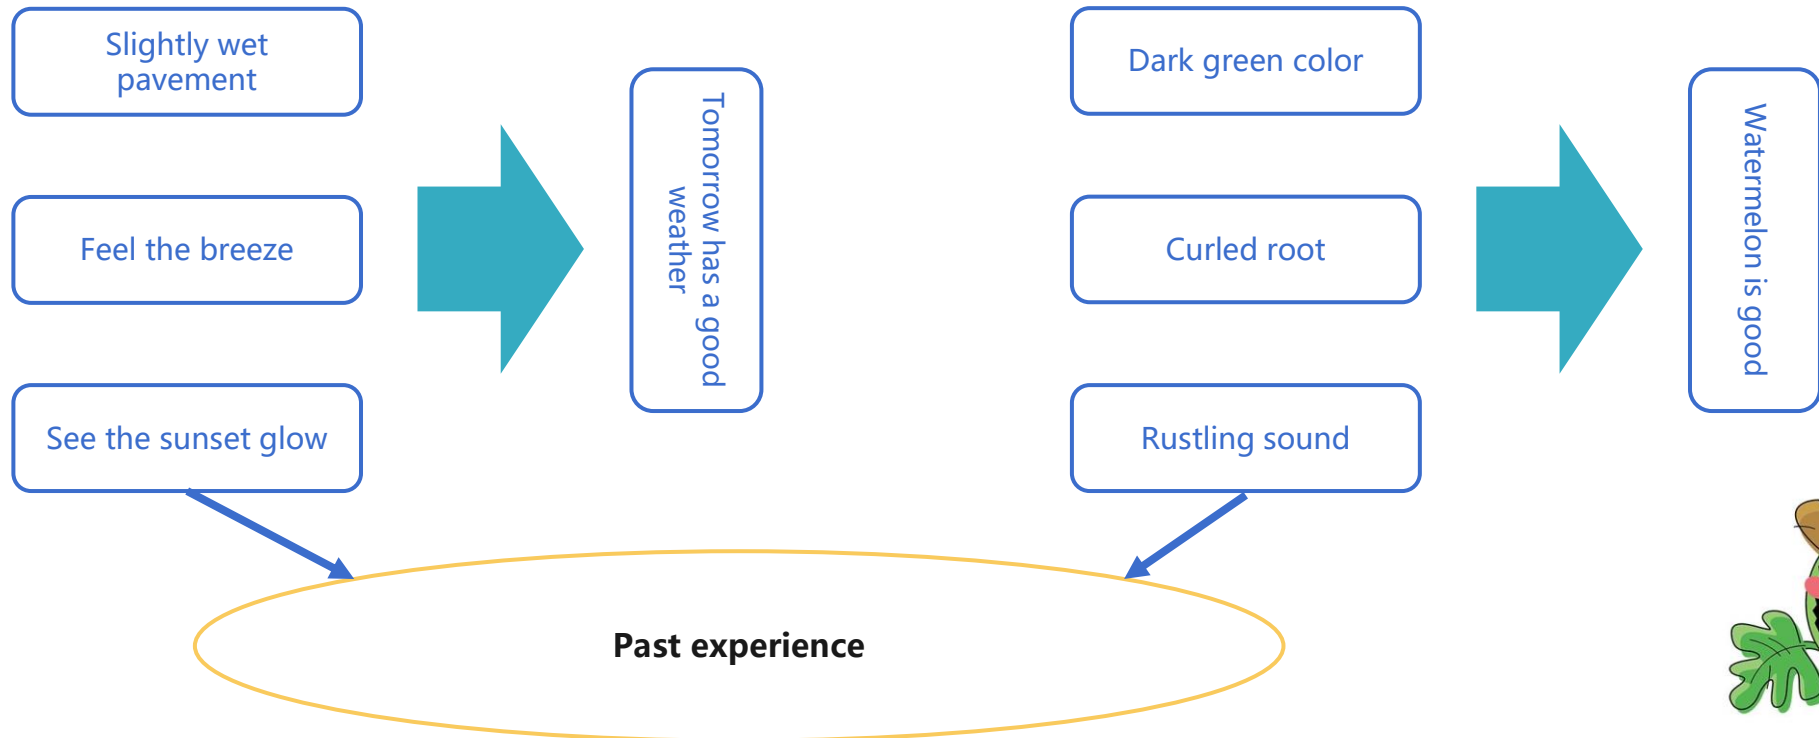 Slightly wet
pavement
Feel the breeze
See the sunset glow
Tomorrow has a good
weather
Dark green color
Curled root
Rustling sound
Watermelon is good
Past experience